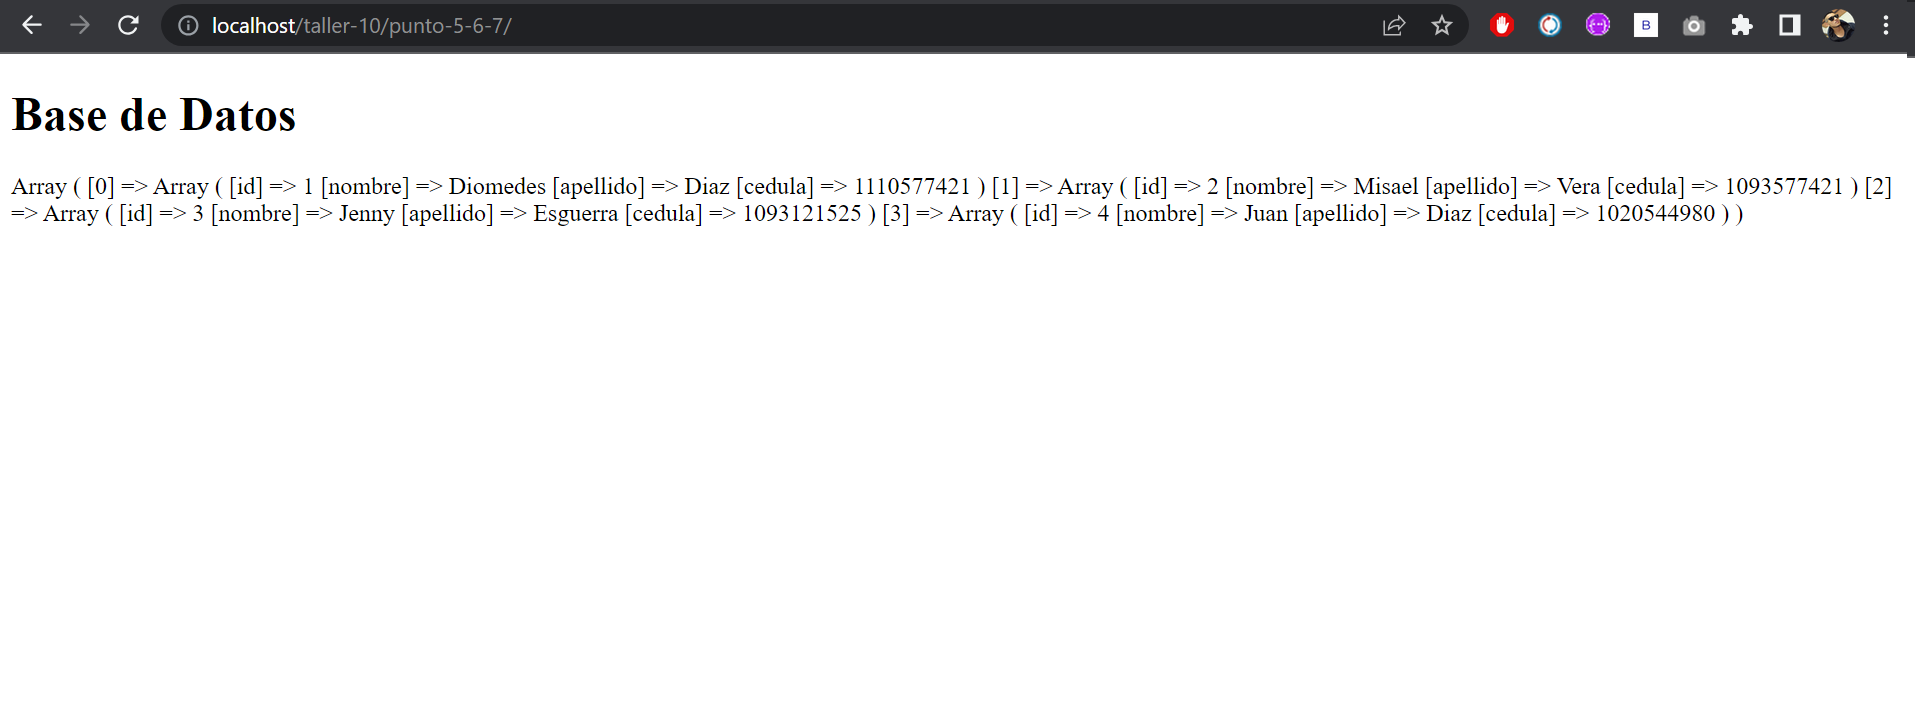 localhost/taller-10/punto-5-6-7/
B
Base de Datos
Array ( [0] => Array ( [id] => 1 [nombre] => Diomedes [apellido] => Diaz [cedula] => 1110577421 ) [1] => Array ( [id] => 2 [nombre] => Misael [apellido] => Vera [cedula] => 1093577421 ) [2]
=> Array ( [id] => 3 [nombre] => Jenny [apellido] => Esguerra [cedula] => 1093121525 ) [3] => Array ( [id] => 4 [nombre] => Juan [apellido] => Diaz [cedula] => 1020544980 ) )